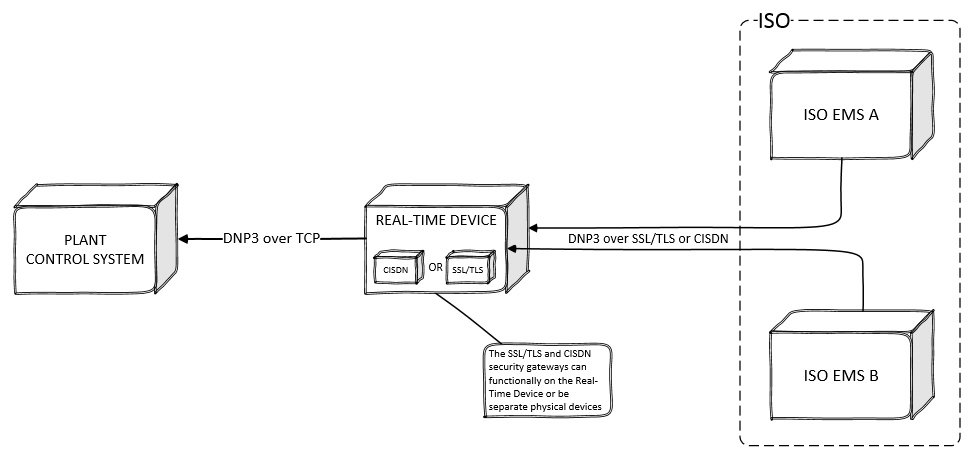 ISO
ISO EMS A
PLANT
CONTROL SYSTEM
DNP3 over TCP
REAL-TIME DEVICE
CISDN
OR
SSL/TLS
DNP3 over SSL/TLS or CISDN
The SSL/TLS and CISDN
security gateways can
functionally on the Real-
Time Device or be
separate physical devices
ISO EMS B